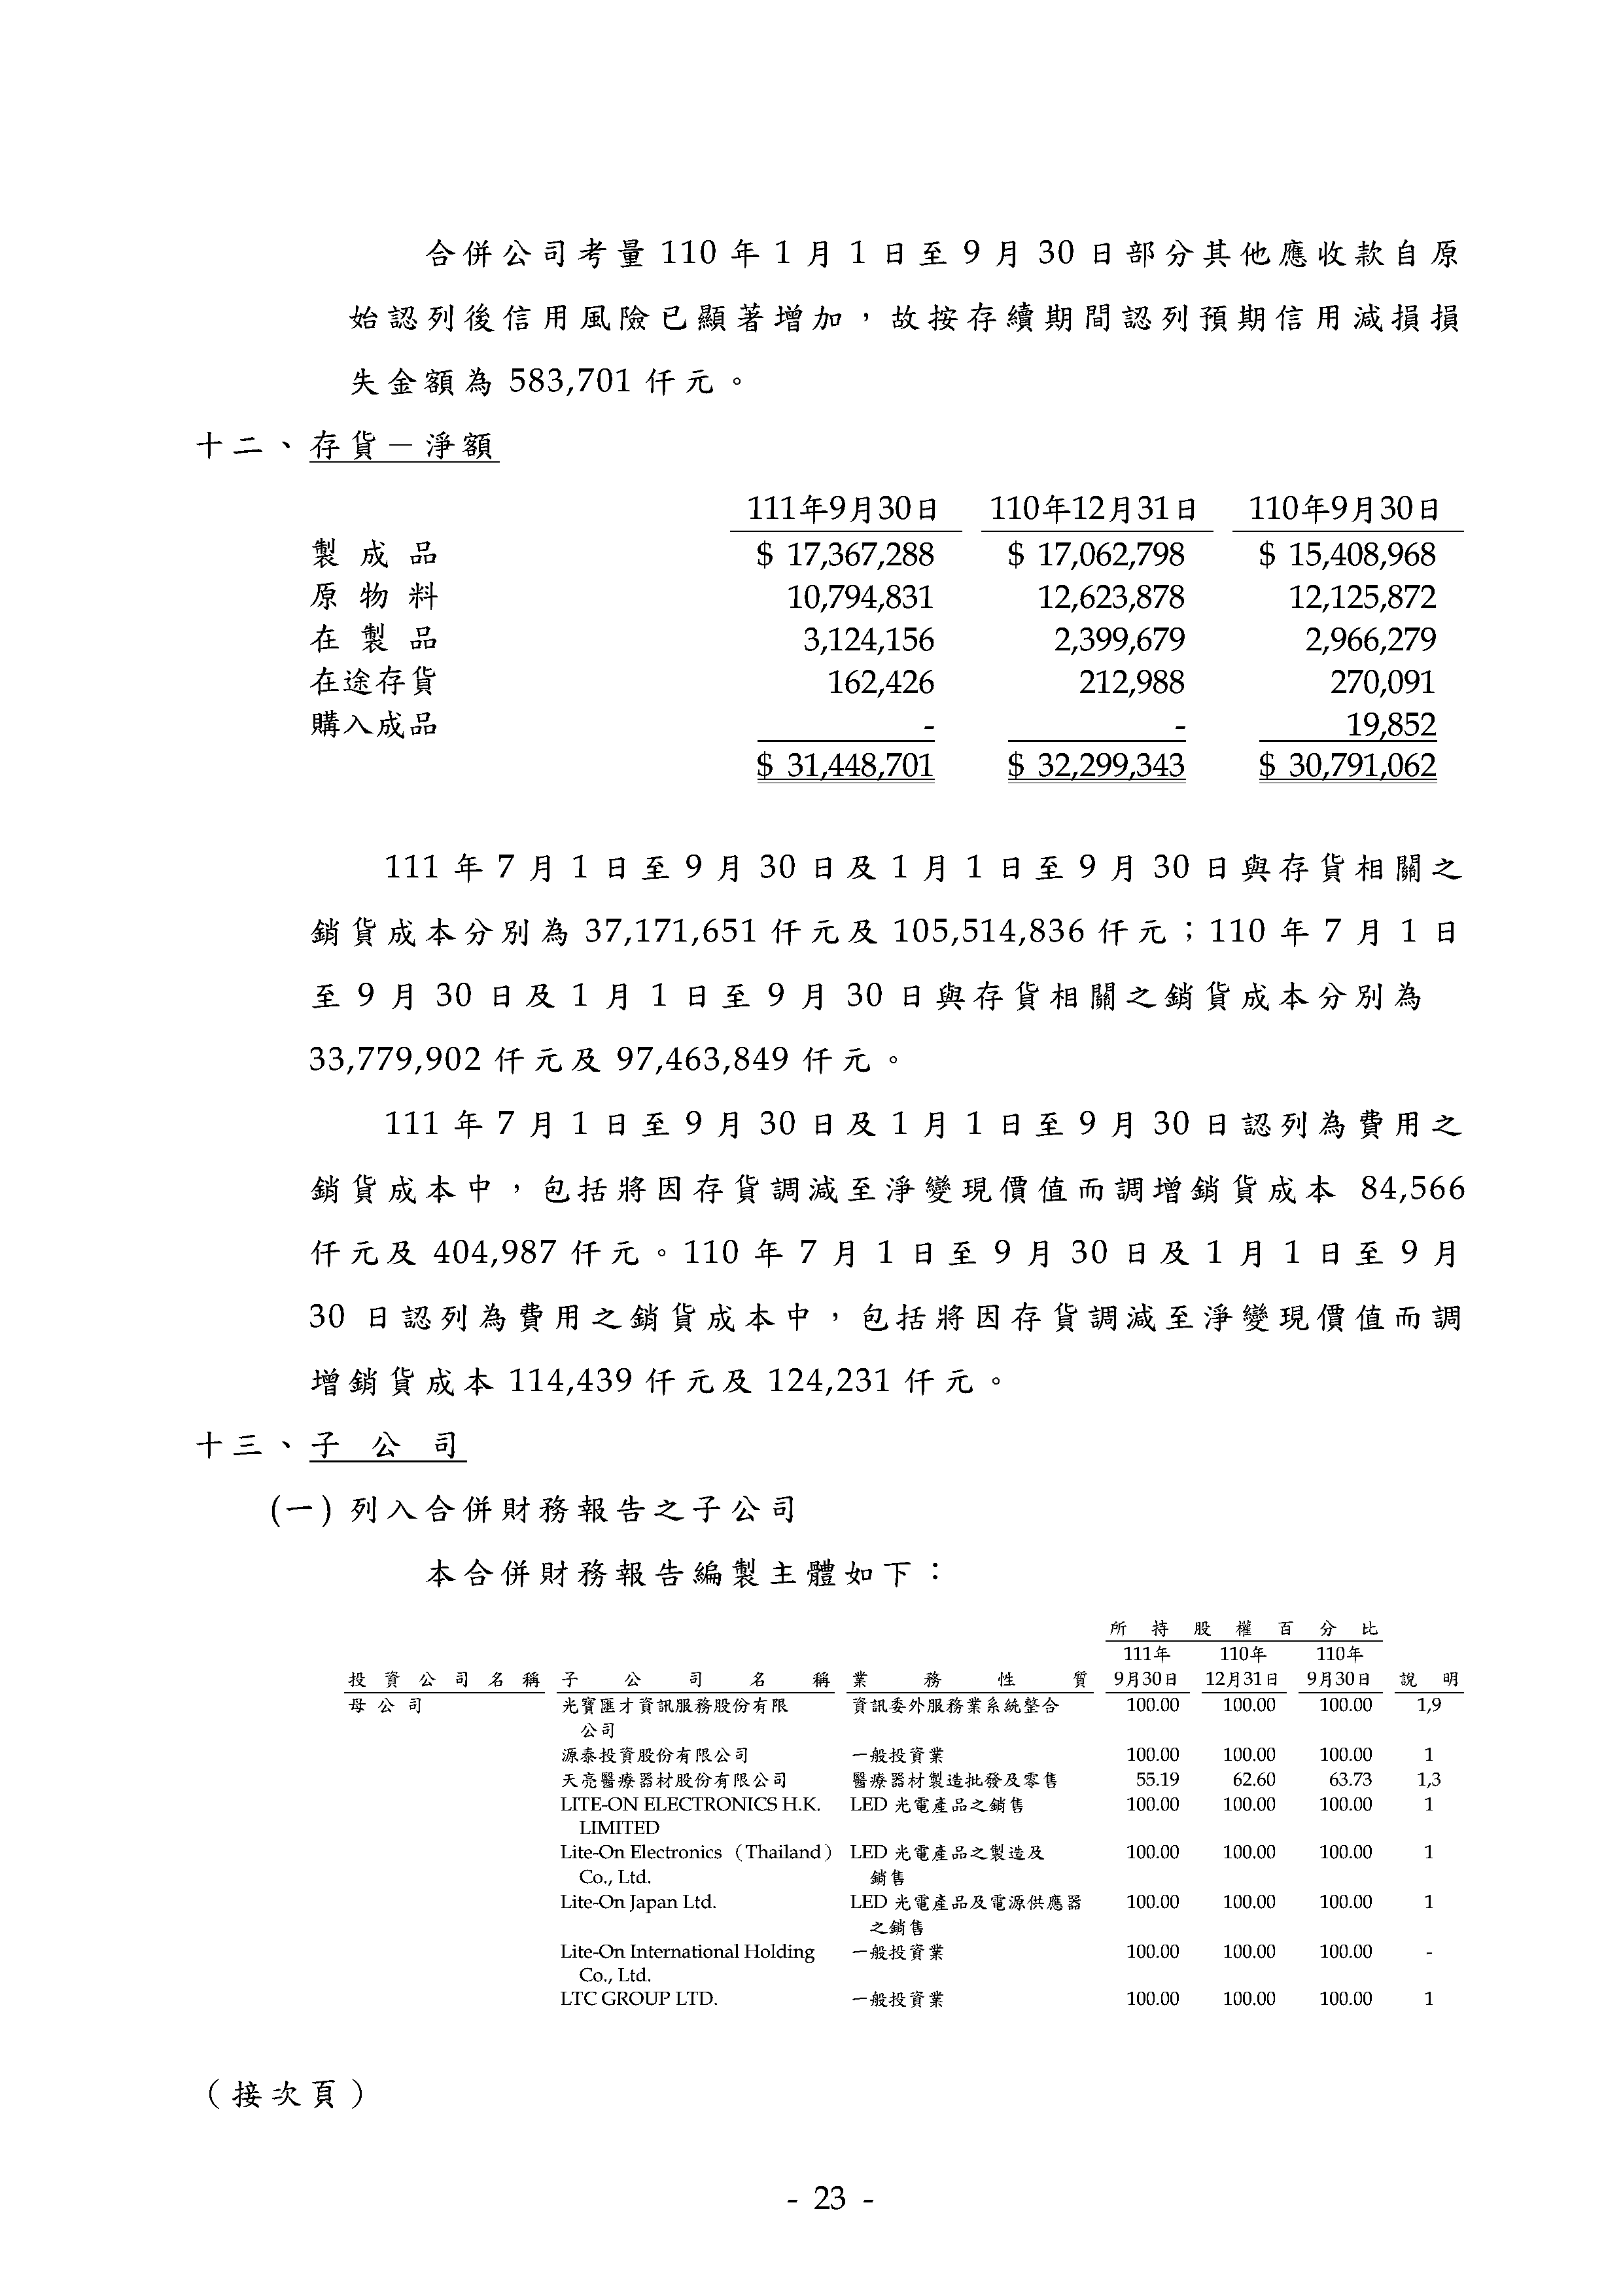 合併公司考量 110 年 1 月 1 日至 9 月 30 日部分其他應收款自原
始認列後信用風險已顯著增加，故按存續期間認列預期信用減損損
失金額為 583,701 仟元。
十二、存貨－淨額
111年9月30日 110年12月31日 110年9月30日
製成品 $ 17,367,288 $ 17,062,798 $ 15,408,968
原物料 10,794,831 12,623,878 12,125,872
在製品 3,124,156 2,399,679 2,966,279
在途存貨 162,426 212,988 270,091
購入成品 - - 19,852
$ 31,448,701 $ 32,299,343 $ 30,791,062
111 年 7 月 1 日至 9 月 30 日及 1 月 1 日至 9 月 30 日與存貨相關之
銷貨成本分別為 37,171,651 仟元及 105,514,836 仟元；110 年 7 月 1 日
至 9 月 30 日及 1 月 1 日至 9 月 30 日與存貨相關之銷貨成本分別為
33,779,902 仟元及 97,463,849 仟元。
111 年 7 月 1 日至 9 月 30 日及 1 月 1 日至 9 月 30 日認列為費用之
銷貨成本中，包括將因存貨調減至淨變現價值而調增銷貨成本 84,566
仟元及 404,987 仟元。110 年 7 月 1 日至 9 月 30 日及 1 月 1 日至 9 月
30 日認列為費用之銷貨成本中，包括將因存貨調減至淨變現價值而調
增銷貨成本 114,439 仟元及 124,231 仟元。
十三、子公司
(一) 列入合併財務報告之子公司
本合併財務報告編製主體如下：
所持股權百分比
111年 110年 110年
投資公司名稱 子公司名稱 業務性質 9月30日 12月31日 9月30日 說明
母公司 光寶匯才資訊服務股份有限 資訊委外服務業系統整合 100.00 100.00 100.00 1,9
公司
源泰投資股份有限公司 一般投資業 100.00 100.00 100.00 1
天亮醫療器材股份有限公司 醫療器材製造批發及零售 55.19 62.60 63.73 1,3
LITE-ON ELECTRONICS H.K. LED 光電產品之銷售 100.00 100.00 100.00 1
LIMITED
Lite-On Electronics（Thailand） LED 光電產品之製造及 100.00 100.00 100.00 1
Co., Ltd. 銷售
Lite-On Japan Ltd. LED 光電產品及電源供應器 100.00 100.00 100.00 1
之銷售
Lite-On International Holding 一般投資業 100.00 100.00 100.00 -
Co., Ltd.
LTC GROUP LTD. 一般投資業 100.00 100.00 100.00 1
（接次頁）
- 23 -